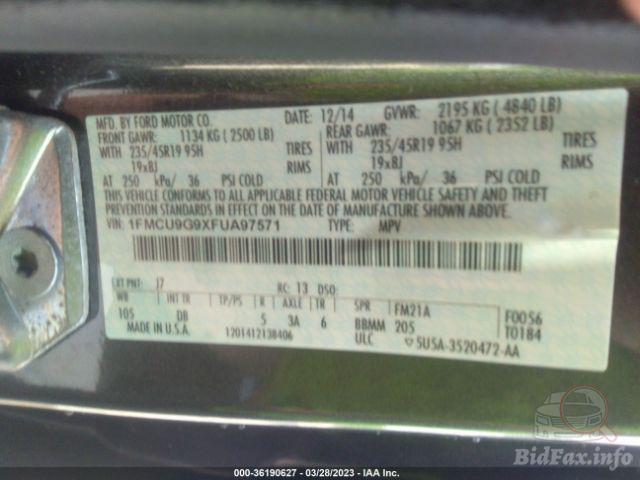 MFD. BY FORD MOTOR CO. DATE: 12/14 GVWR: 2195 KG ( 4840 LB)
FRONT GAWR: 1134 KG ( 2500 LB) REAR GAWR: 1067 KG ( 2352 LB)
WITH 235/45R19 95H TIRES WITH 235/45R19 95H TIRES
19x8J RIMS 19x8J RIMS
AT 250 kPa/ 36 PSI COLD AT 250 kPa/ 36 PSI COLD
THIS VEHICLE CONFORMS TO ALL APPLICABLE FEDERAL MOTOR VEHICLE SAFETY AND THEFT
PREVENTION STANDARDS IN EFFECT ON THE DATE OF MANUFACTURE SHOWN ABOVE.
VIN: 1FMCU9G9XFUA97571 TYPE: MPV
EXT PNT: J7 RC: 13 DSO:
WB INT TR TP/PS R AXLE TR SPR FM21A F0056
105 DB 5 3A 6 BBMM 205 T0184
MADE IN U.S.A. 1201412138406 ULC 5U5A-3520472-AA
BidFax.info
000-36190627 | 03/28/2023 | IAA Inc.